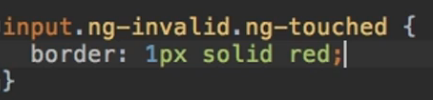 input.ng-invalid.ng-touched {
  border: 1px solid red;
}